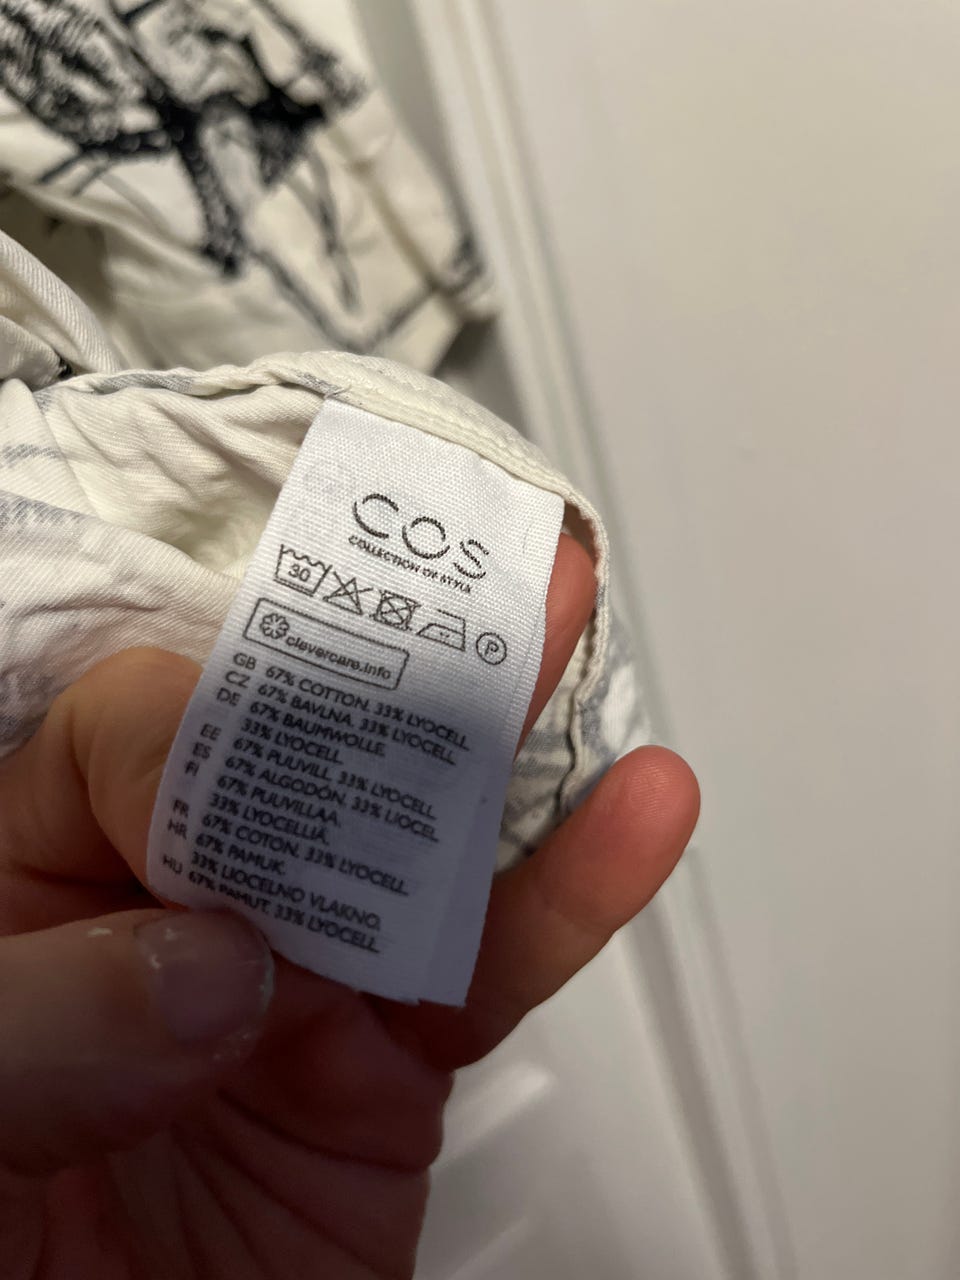 COS
COLLECTION OF STYLE
30
P
clevercare.info
GB 67% COTTON, 33% LYOCELL
CZ 67% BAVLNA, 33% LYOCELL
DE 67% BAUMWOLLE,
33% LYOCELL
EE 67% PUUVILL, 33% LYOCELL
ES 67% ALGODÓN, 33% LIOCEL
FI 67% PUUVILLAA,
33% LYOCELLIÄ,
FR 67% COTON, 33% LYOCELL
HR 67% PAMUK,
33% LIOCELNO VLAKNO,
HU 67% PAMUT, 33% LYOCELL